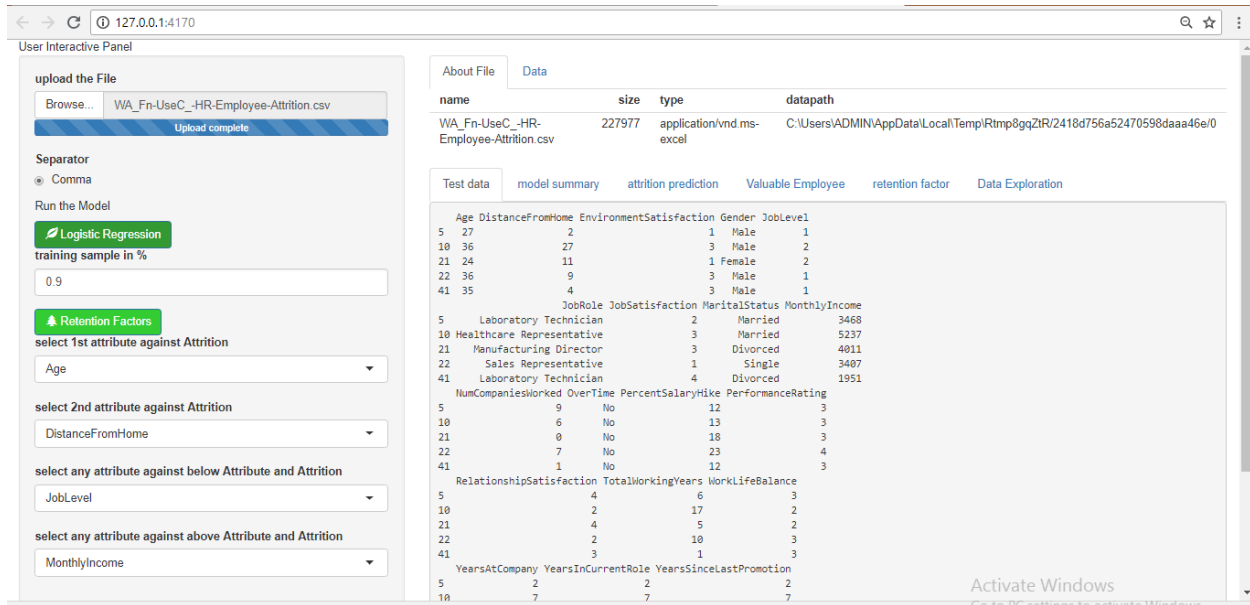 127.0.0.1:4170
User Interactive Panel
upload the File
Browse... WA_Fn-UseC_-HR-Employee-Attrition.csv
Upload complete
Separator
Comma
Run the Model
Logistic Regression
training sample in %
0.9
Retention Factors
select 1st attribute against Attrition
Age
select 2nd attribute against Attrition
DistanceFromHome
select any attribute against below Attribute and Attrition
JobLevel
select any attribute against above Attribute and Attrition
MonthlyIncome
About File Data
name size type datapath
WA_Fn-UseC_-HR- 227977 application/vnd.ms- C:\Users\ADMIN\AppData\Local\Temp\Rtmp8gqZtR/2418d756a52470598daaa46e/0
Employee-Attrition.csv excel
Test data model summary attrition prediction Valuable Employee retention factor Data Exploration
Age DistanceFromHome EnvironmentSatisfaction Gender JobLevel
5 27 2 1 Male 1
10 36 27 3 Male 2
21 24 11 1 Female 2
22 36 9 3 Male 1
41 35 4 3 Male 1
JobRole JobSatisfaction MaritalStatus MonthlyIncome
5 Laboratory Technician 2 Married 3468
10 Healthcare Representative 3 Married 5237
21 Manufacturing Director 3 Divorced 4011
22 Sales Representative 1 Single 3407
41 Laboratory Technician 4 Divorced 1951
NumCompaniesWorked OverTime PercentSalaryHike PerformanceRating
5 9 No 12 3
10 6 No 13 3
21 0 No 18 3
22 7 No 23 4
41 1 No 12 3
RelationshipSatisfaction TotalWorkingYears WorkLifeBalance
5 4 6 3
10 2 17 2
21 4 5 2
22 2 10 3
41 3 1 3
YearsAtCompany YearsInCurrentRole YearsSinceLastPromotion
5 2 2 2
10 7 7 7
Activate Windows
Go to PC settings to activate Windows